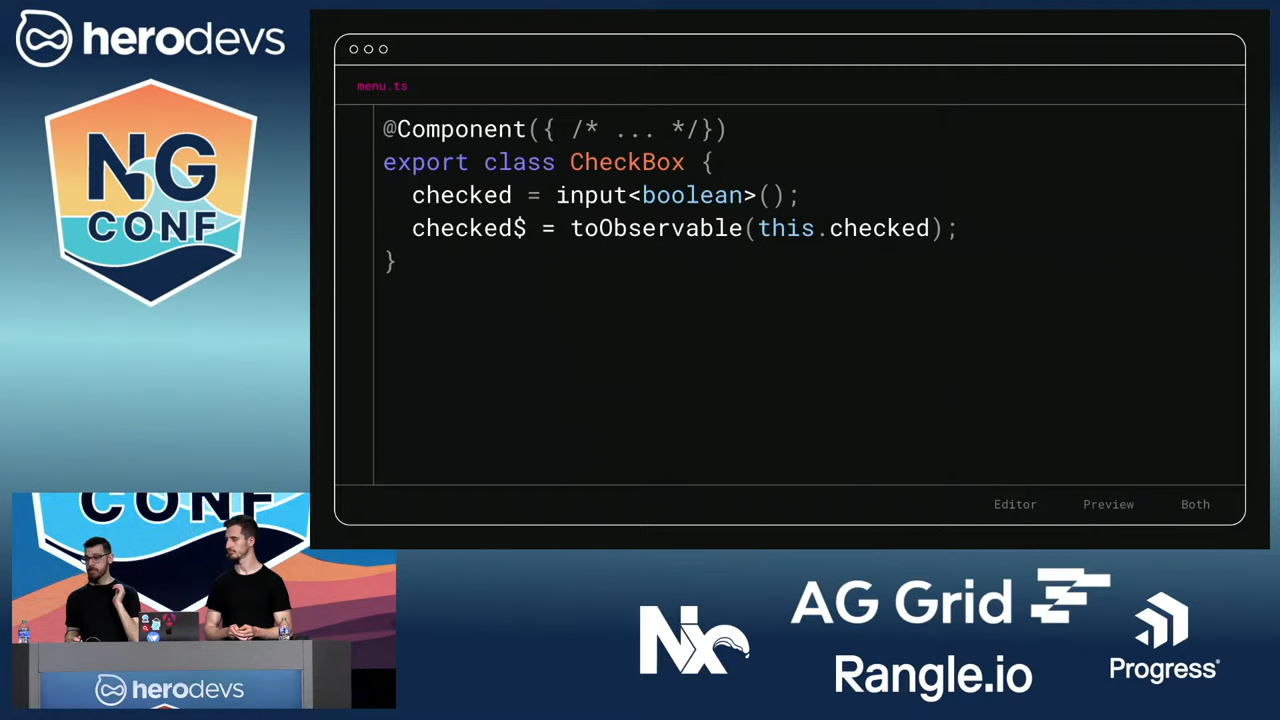 herodevs
NG
CONF
menu.ts
@Component({ /* ... */})
export class CheckBox {
checked = input<boolean>();
checked$ = toObservable(this.checked);
}
Editor
Preview
Both
CONF
herodevs
Nx
AG Grid
Rangle.io
Progress